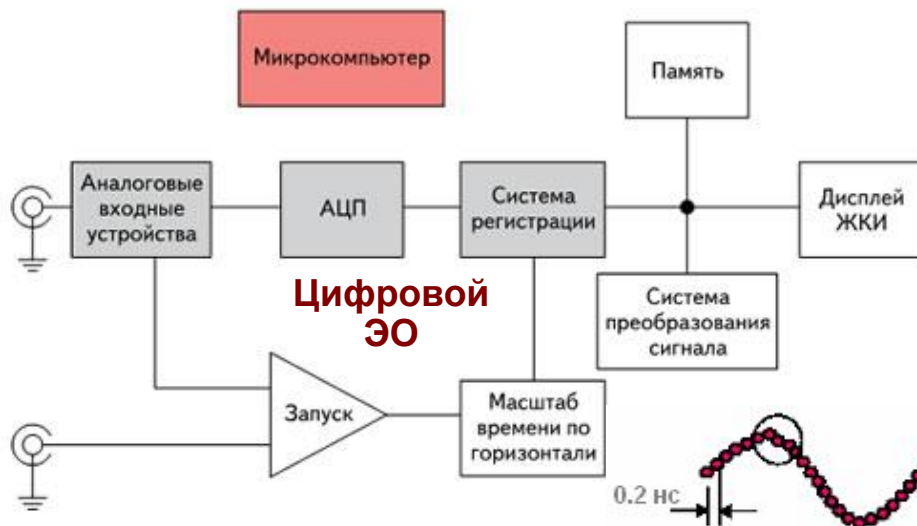 Микрокомпьютер
Память
Аналоговые
входные
устройства
АЦП
Система
регистрации
Дисплей
ЖКИ
Цифровой
ЭО
Система
преобразования
сигнала
Запуск
Масштаб
времени по
горизонтали
0.2 нс